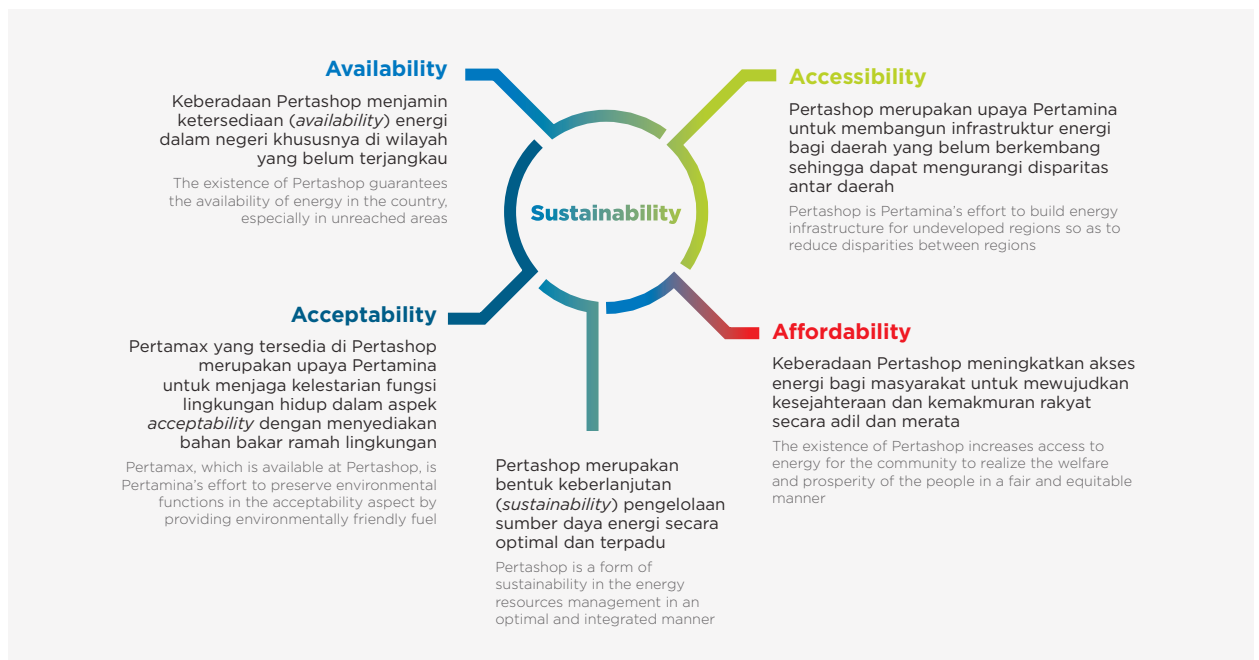 Availability
Keberadaan Pertashop menjamin
ketersediaan (availability) energi
dalam negeri khususnya di wilayah
yang belum terjangkau
The existence of Pertashop guarantees
the availability of energy in the country,
especially in unreached areas
Accessibility
Pertashop merupakan upaya Pertamina
untuk membangun infrastruktur energi
bagi daerah yang belum berkembang
sehingga dapat mengurangi disparitas
antar daerah
Pertashop is Pertamina's effort to build energy
infrastructure for undeveloped regions so as to
reduce disparities between regions
Sustainability
Acceptability
Pertamax yang tersedia di Pertashop
merupakan upaya Pertamina
untuk menjaga kelestarian fungsi
lingkungan hidup dalam aspek
acceptability dengan menyediakan
bahan bakar ramah lingkungan
Pertamax, which is available at Pertashop, is
Pertamina's effort to preserve environmental
functions in the acceptability aspect by
providing environmentally friendly fuel
Affordability
Keberadaan Pertashop meningkatkan akses
energi bagi masyarakat untuk mewujudkan
kesejahteraan dan kemakmuran rakyat
secara adil dan merata
The existence of Pertashop increases access to
energy for the community to realize the welfare
and prosperity of the people in a fair and equitable
manner
Pertashop merupakan
bentuk keberlanjutan
(sustainability) pengelolaan
sumber daya energi secara
optimal dan terpadu
Pertashop is a form of
sustainability in the energy
resources management in an
optimal and integrated manner